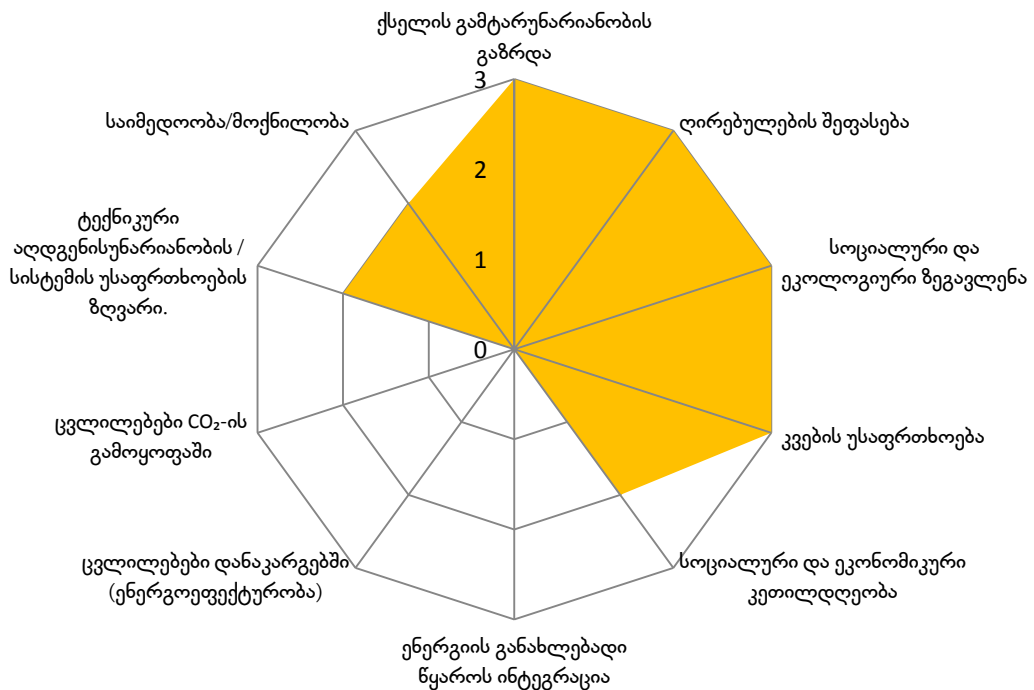 ქსელის გამტარუნარიანობის
გაზრდა
ღირებულების შეფასება
სოციალური და
ეკოლოგიური ზეგავლენა
კვების უსაფრთხოება
სოციალური და ეკონომიკური
კეთილდღეობა
ენერგიის განახლებადი
წყაროს ინტეგრაცია
ცვლილებები დანაკარგებში
(ენერგოეფექტურობა)
ცვლილებები CO₂-ის
გამოყოფაში
ტექნიკური
აღდგენისუნარიანობის /
სისტემის უსაფრთხოების
ზღვარი.
საიმედოობა/მოქნილობა
3
2
1
0